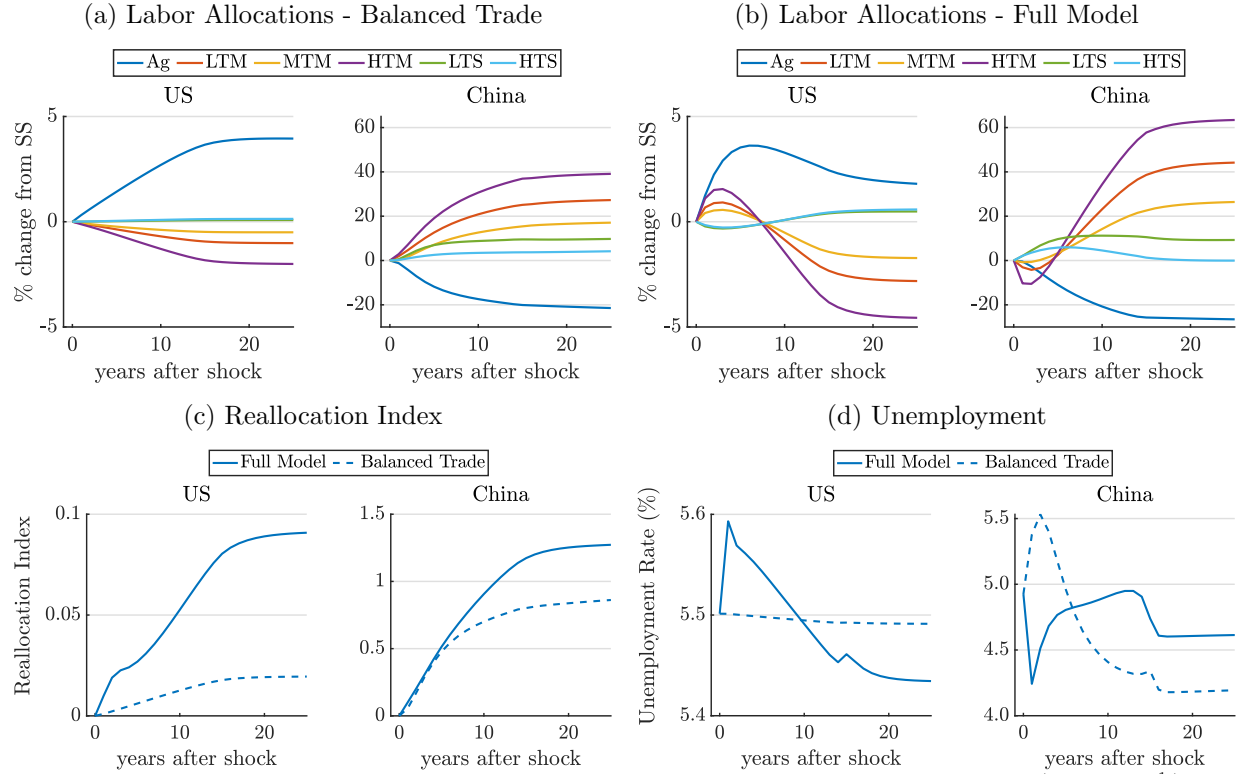 (a) Labor Allocations - Balanced Trade
(b) Labor Allocations - Full Model
Ag LTM MTM HTM LTS HTS
Ag LTM MTM HTM LTS HTS
US
China
US
China
% change from SS
5
0
-5
0 10 20
years after shock
60
40
20
0
-20
0 10 20
years after shock
% change from SS
5
0
-5
0 10 20
years after shock
60
40
20
0
-20
0 10 20
years after shock
(c) Reallocation Index
(d) Unemployment
Full Model Balanced Trade
Full Model Balanced Trade
US
China
US
China
Reallocation Index
0.1
0.05
0
0 10 20
years after shock
1.5
1
0.5
0
0 10 20
years after shock
Unemployment Rate (%)
5.6
5.5
5.4
0 10 20
years after shock
5.5
5.0
4.5
4.0
0 10 20
years after shock